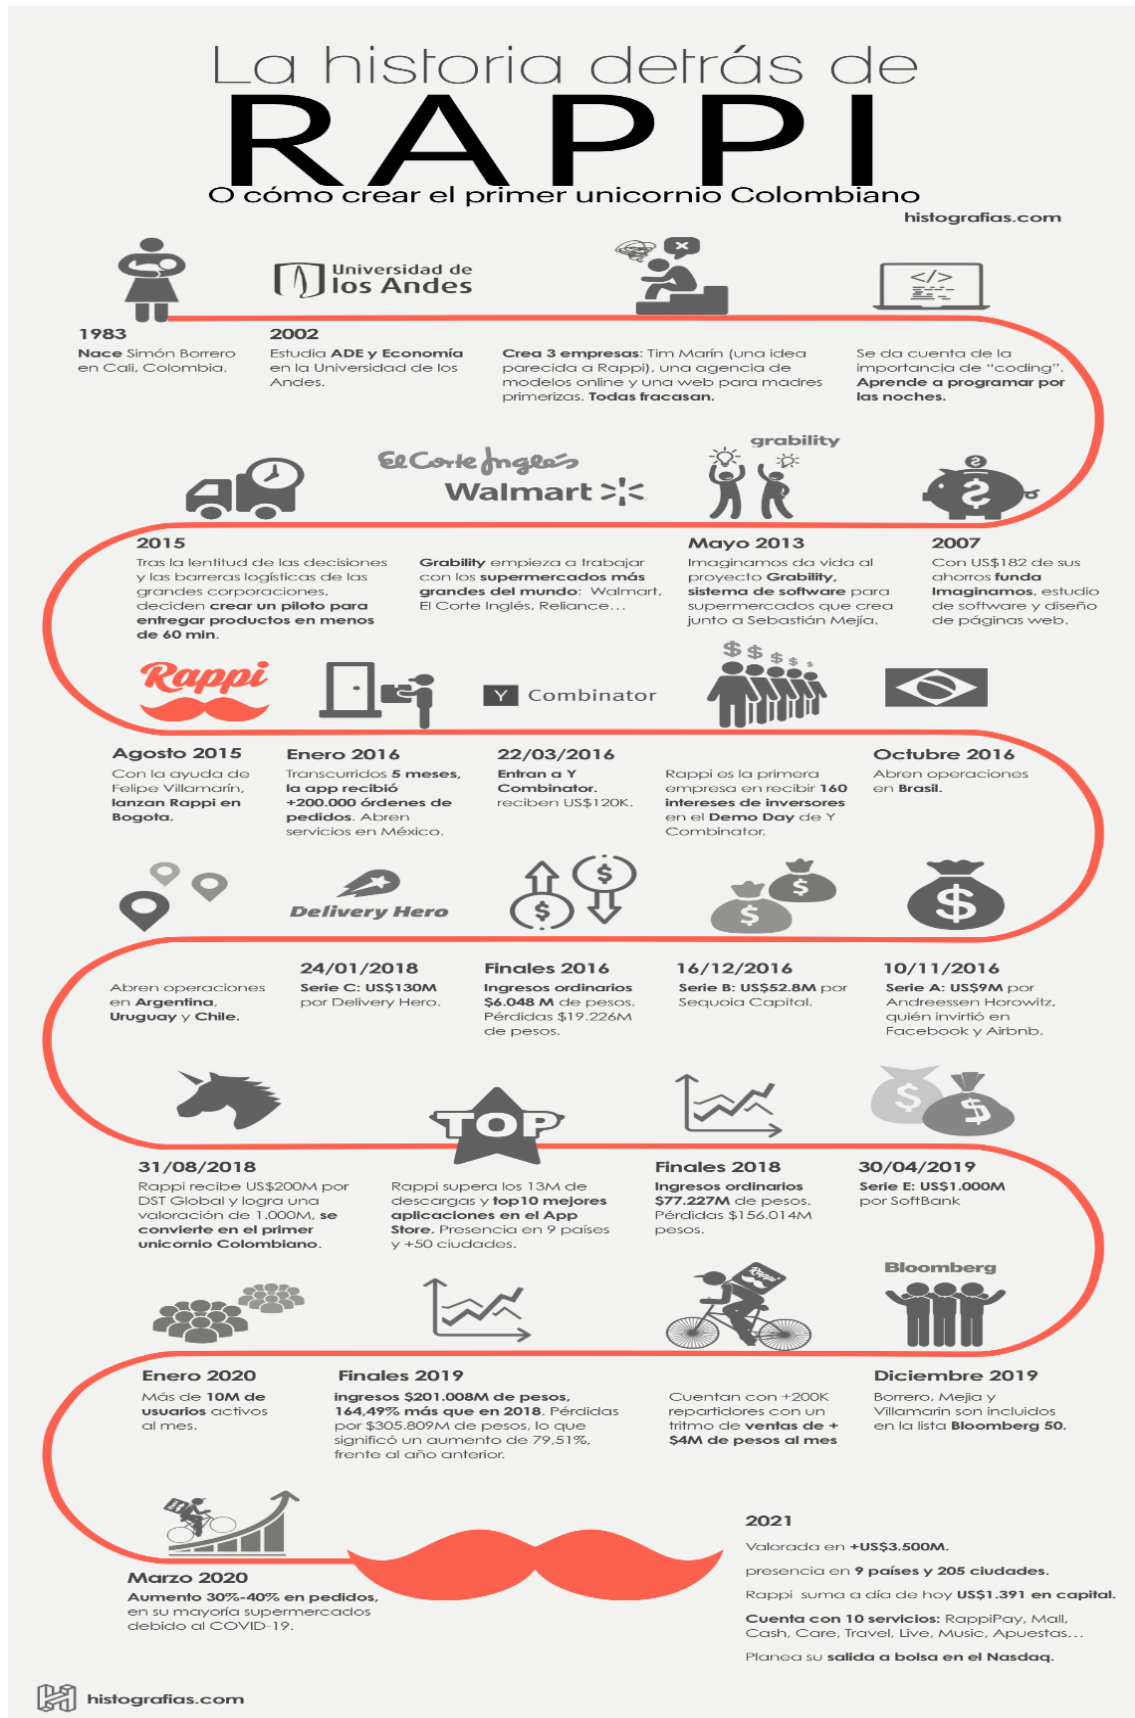 La historia detrás de
RAPPI
O cómo crear el primer unicornio Colombiano
histografias.com
Universidad de
los Andes
</>
1983
Nace Simón Borrero
en Cali, Colombia.
2002
Estudia ADE y Economía
en la Universidad de los
Andes.
Crea 3 empresas: Tim Marín (una idea
parecida a Rappi), una agencia de
modelos online y una web para madres
primerizas. Todas fracasan.
Se da cuenta de la
importancia de “coding”.
Aprende a programar por
las noches.
El Corte Inglés
Walmart
grability
2015
Tras la lentitud de las decisiones
y las barreras logísticas de las
grandes corporaciones,
deciden crear un piloto para
entregar productos en menos
de 60 min.
Grability empieza a trabajar
con los supermercados más
grandes del mundo: Walmart,
El Corte Inglés, Reliance...
Mayo 2013
Imaginamos da vida al
proyecto Grability,
sistema de software para
supermercados que crea
junto a Sebastián Mejía.
2007
Con US$182 de sus
ahorros funda
Imaginamos, estudio
de software y diseño
de páginas web.
Rappi
Y Combinator
$ $ $ $ $
Agosto 2015
Con la ayuda de
Felipe Villamarín,
lanzan Rappi en
Bogota.
Enero 2016
Transcurridos 5 meses,
la app recibió
+200.000 órdenes de
pedidos. Abren
servicios en México.
22/03/2016
Entran a Y
Combinator.
reciben US$120K.
Rappi es la primera
empresa en recibir 160
intereses de inversores
en el Demo Day de Y
Combinator.
Octubre 2016
Abren operaciones
en Brasil.
Delivery Hero
$ $
$ $
$
Abren operaciones
en Argentina,
Uruguay y Chile.
24/01/2018
Serie C: US$130M
por Delivery Hero.
Finales 2016
Ingresos ordinarios
$6.048 M de pesos.
Pérdidas $19.226M
de pesos.
16/12/2016
Serie B: US$52.8M por
Sequoia Capital.
10/11/2016
Serie A: US$9M por
Andreessen Horowitz,
quién invirtió en
Facebook y Airbnb.
TOP
$ $
31/08/2018
Rappi recibe US$200M por
DST Global y logra una
valoración de 1.000M, se
convierte en el primer
unicornio Colombiano.
Rappi supera los 13M de
descargas y top10 mejores
aplicaciones en el App
Store. Presencia en 9 países
y +50 ciudades.
Finales 2018
Ingresos ordinarios
$77.227M de pesos.
Pérdidas $156.014M
pesos.
30/04/2019
Serie E: US$1.000M
por SoftBank
Rappi
Bloomberg
Enero 2020
Más de 10M de
usuarios activos
al mes.
Finales 2019
ingresos $201.008M de pesos,
164,49% más que en 2018. Pérdidas
por $305.809M de pesos, lo que
significó un aumento de 79,51%,
frente al año anterior.
Cuentan con +200K
repartidores con un
tritmo de ventas de +
$4M de pesos al mes
Diciembre 2019
Borrero, Mejia y
Villamarin son incluidos
en la lista Bloomberg 50.
Marzo 2020
Aumento 30%-40% en pedidos,
en su mayoría supermercados
debido al COVID-19.
2021
Valorada en +US$3.500M.
presencia en 9 países y 205 ciudades.
Rappi suma a día de hoy US$1.391 en capital.
Cuenta con 10 servicios: RappiPay, Mall,
Cash, Care, Travel, Live, Music, Apuestas...
Planea su salida a bolsa en el Nasdaq.
histografias.com